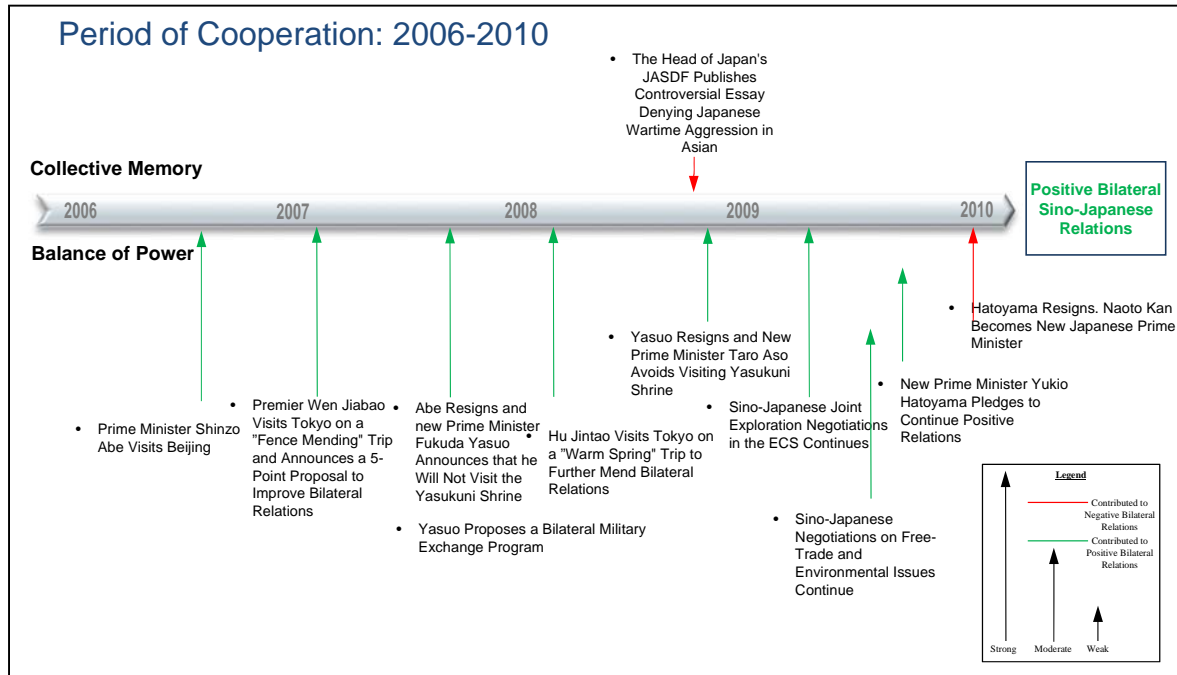 Period of Cooperation: 2006-2010
• The Head of Japan's
JASDF Publishes
Controversial Essay
Denying Japanese
Wartime Aggression in
Asian
Collective Memory
2006
2007
2008
2009
2010
Positive Bilateral
Sino-Japanese
Relations
Balance of Power
• Prime Minister Shinzo
Abe Visits Beijing
• Premier Wen Jiabao
Visits Tokyo on a
"Fence Mending" Trip
and Announces a 5-
Point Proposal to
Improve Bilateral
Relations
• Abe Resigns and
new Prime Minister
Fukuda Yasuo
Announces that he
Will Not Visit the
Yasukuni Shrine
• Yasuo Proposes a Bilateral Military
Exchange Program
• Hu Jintao Visits Tokyo on
a "Warm Spring" Trip to
Further Mend Bilateral
Relations
• Yasuo Resigns and New
Prime Minister Taro Aso
Avoids Visiting Yasukuni
Shrine
• Sino-Japanese Joint
Exploration Negotiations
in the ECS Continues
• Sino-Japanese
Negotiations on Free-
Trade and
Environmental Issues
Continue
• New Prime Minister Yukio
Hatoyama Pledges to
Continue Positive
Relations
• Hatoyama Resigns. Naoto Kan
Becomes New Japanese Prime
Minister
Legend
Contributed to
Negative Bilateral
Relations
Contributed to
Positive Bilateral
Relations
Strong
Moderate
Weak